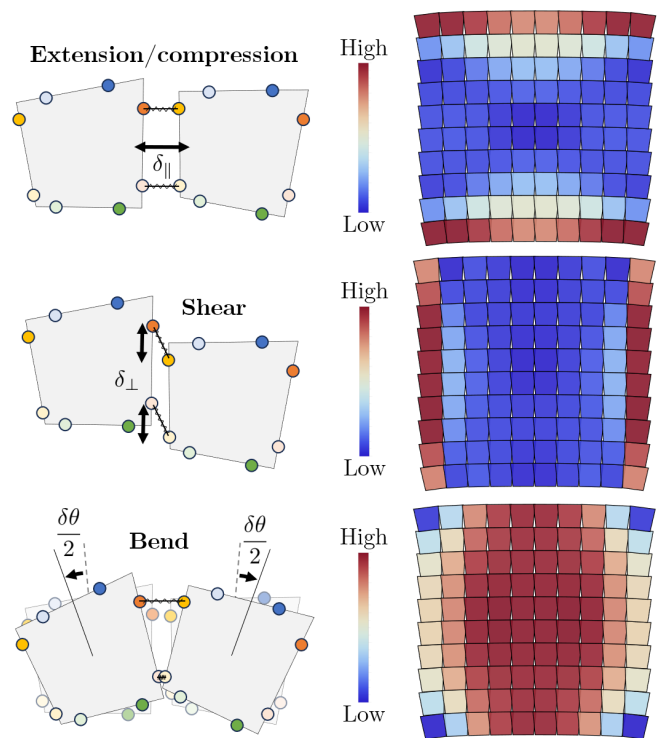 Extension/compression
δ∥
High
Low
Shear
δ⊥
High
Low
Bend
δθ/2
δθ/2
High
Low